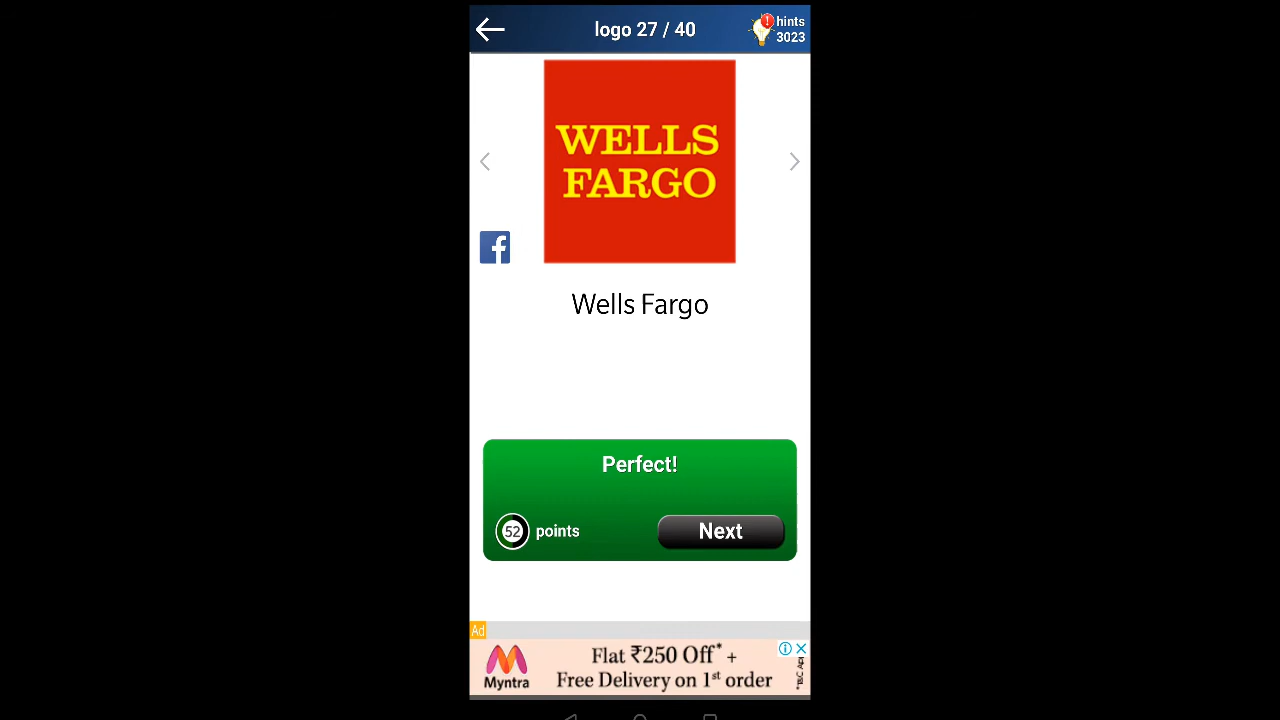 logo 27 / 40
hints
3023
WELLS
FARGO
Wells Fargo
Perfect!
52 points
Next
Ad
Flat ₹250 Off* +
Free Delivery on 1st order
Myntra